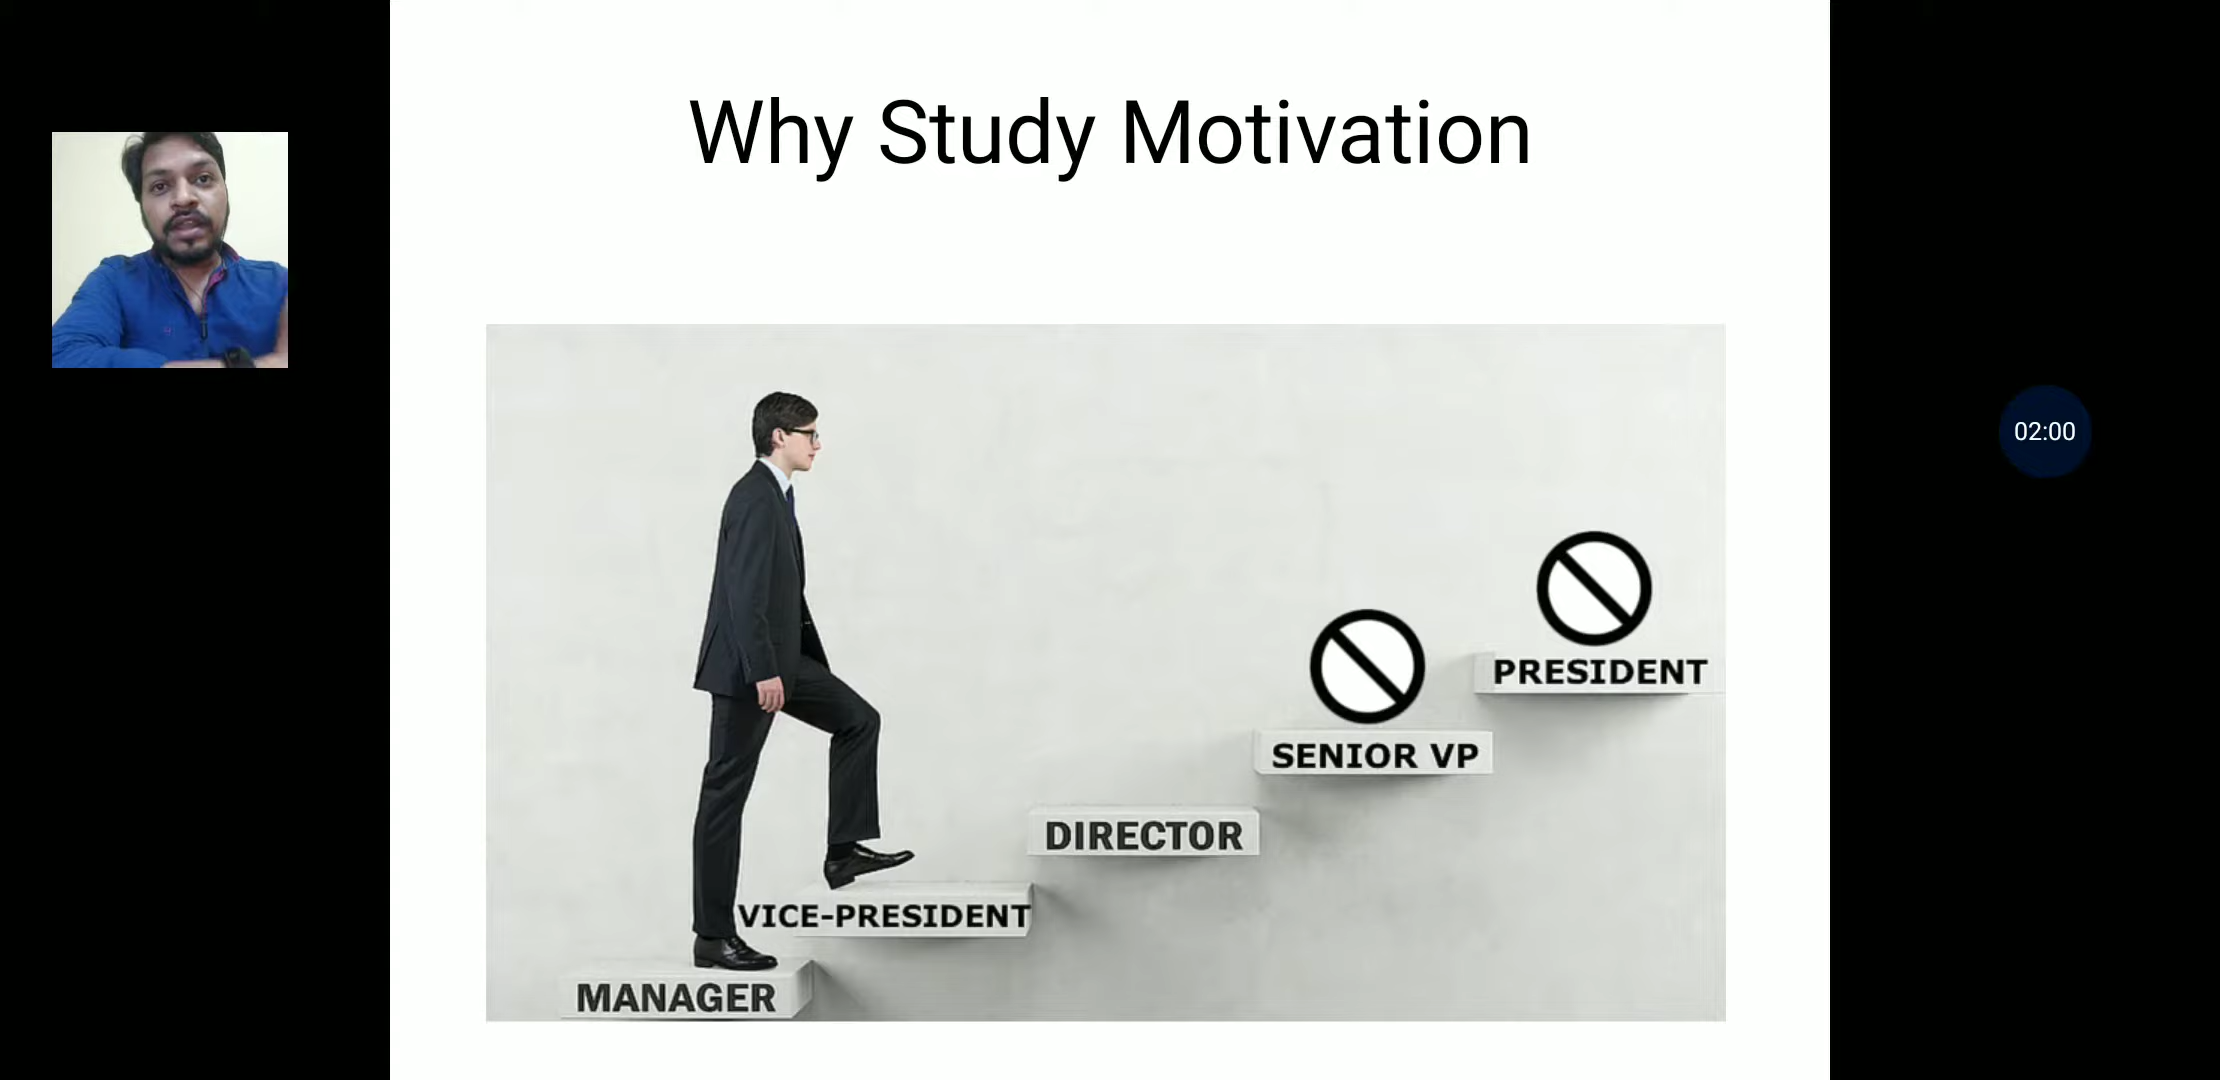 Why Study Motivation
02:00
PRESIDENT
SENIOR VP
DIRECTOR
VICE-PRESIDENT
MANAGER